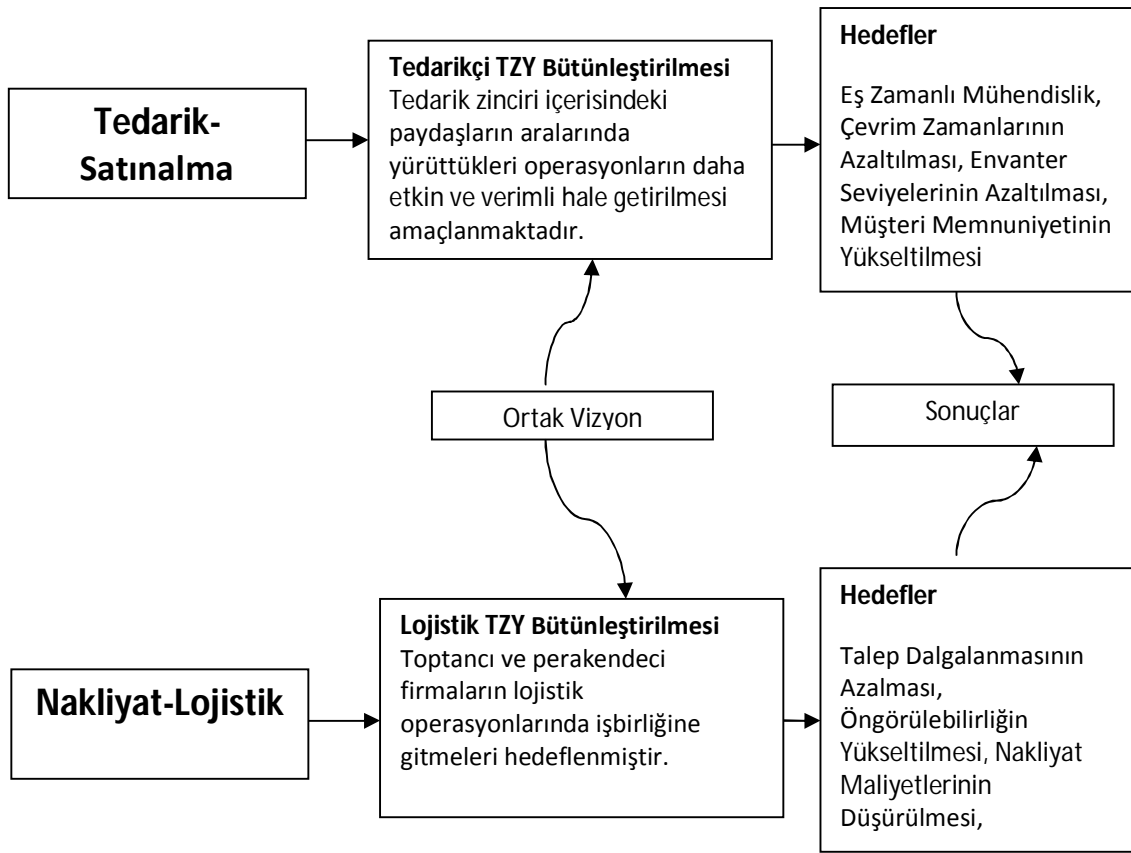 Tedarik-
Satınalma
Tedarikçi TZY Bütünleştirilmesi
Tedarik zinciri içerisindeki
paydaşların aralarında
yürüttükleri operasyonların daha
etkin ve verimli hale getirilmesi
amaçlanmaktadır.
Hedefler
Eş Zamanlı Mühendislik,
Çevrim Zamanlarının
Azaltılması, Envanter
Seviyelerinin Azaltılması,
Müşteri Memnuniyetinin
Yükseltilmesi
Ortak Vizyon
Sonuçlar
Nakliyat-Lojistik
Lojistik TZY Bütünleştirilmesi
Toptancı ve perakendeci
firmaların lojistik
operasyonlarında işbirliğine
gitmeleri hedeflenmiştir.
Hedefler
Talep Dalgalanmasının
Azalması,
Öngörülebilirliğin
Yükseltilmesi, Nakliyat
Maliyetlerinin
Düşürülmesi,